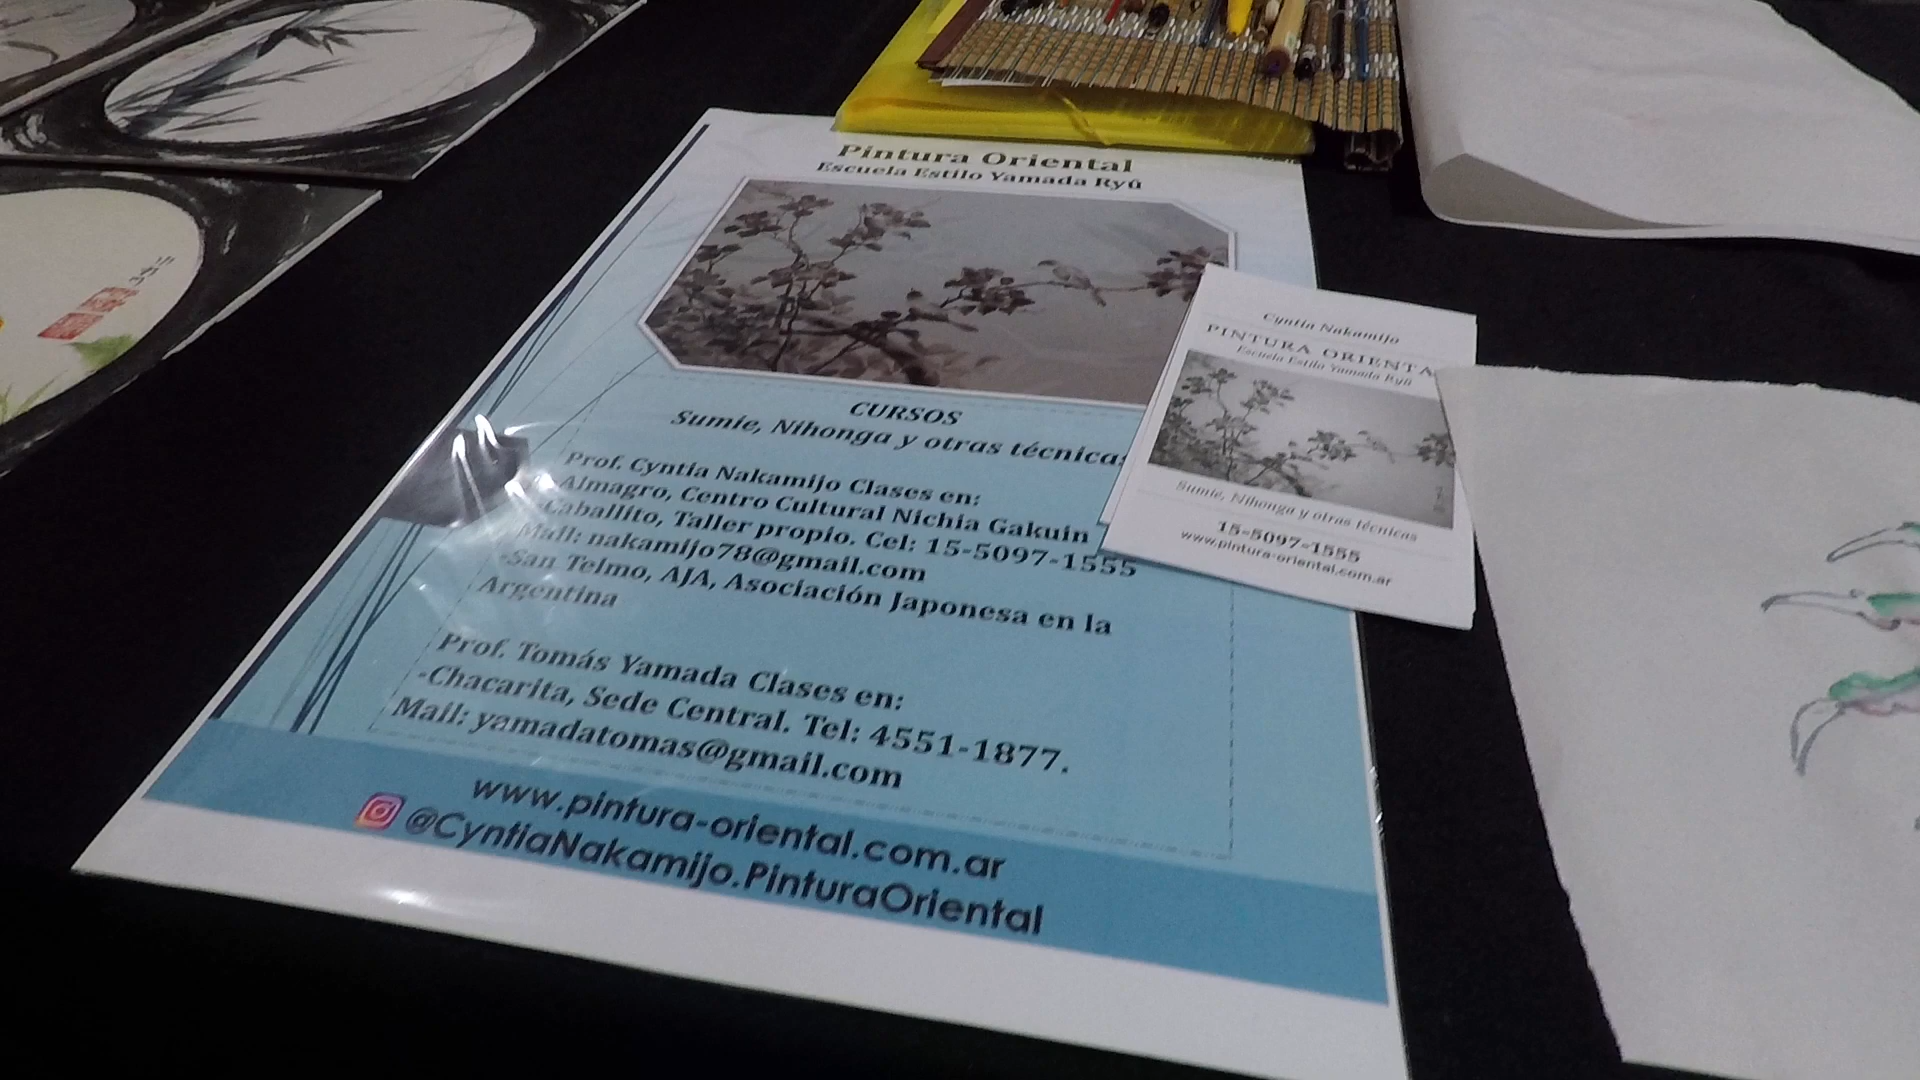 Pintura Oriental
Escuela Estilo Yamada Ryû
CURSOS
Sumie, Nihonga y otras técnicas
Prof. Cyntia Nakamijo Clases en:
-Almagro, Centro Cultural Nichia Gakuin
-Caballito, Taller propio. Cel: 15-5097-1555
Mail: nakamijo78@gmail.com
-San Telmo, AJA, Asociación Japonesa en la
Argentina
Prof. Tomás Yamada Clases en:
-Chacarita, Sede Central. Tel: 4551-1877.
Mail: yamadatomas@gmail.com
www.pintura-oriental.com.ar
@CyntiaNakamijo.PinturaOriental
Cyntia Nakamijo
PINTURA ORIENTA
Escuela Estilo Yamada Ryû
Sumie, Nihonga y otras técnicas
15-5097-1555
www.pintura-oriental.com.ar